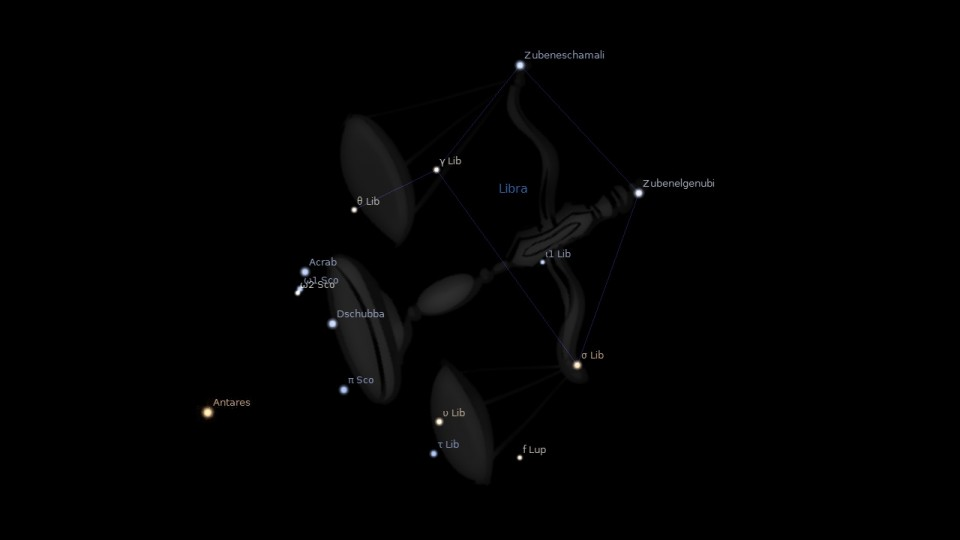 Zubeneschamali
γ Lib
Zubenelgenubi
Libra
θ Lib
ι1 Lib
Acrab
ω1 Sco
ω2 Sco
Dschubba
σ Lib
π Sco
Antares
υ Lib
τ Lib
f Lup